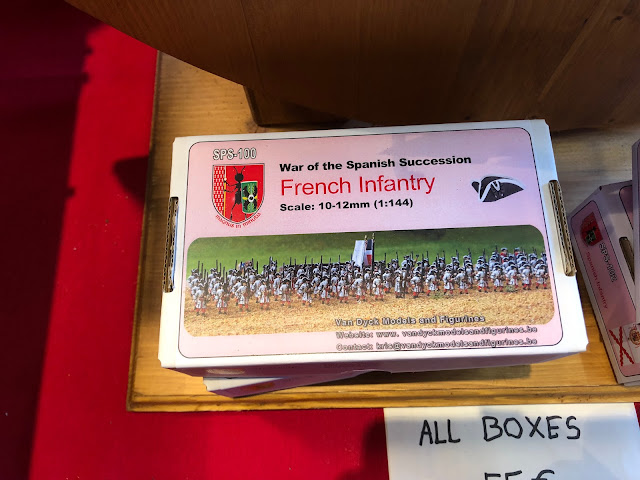 SPS-100
War of the Spanish Succession
French Infantry
Scale: 10-12mm (1:144)
Van Dyck Models and Figurines
Website: www.vandyckmodelsandfigurines.be
Contact: kris@vandyckmodelsandfigurines.be
ALL BOXES
55 €